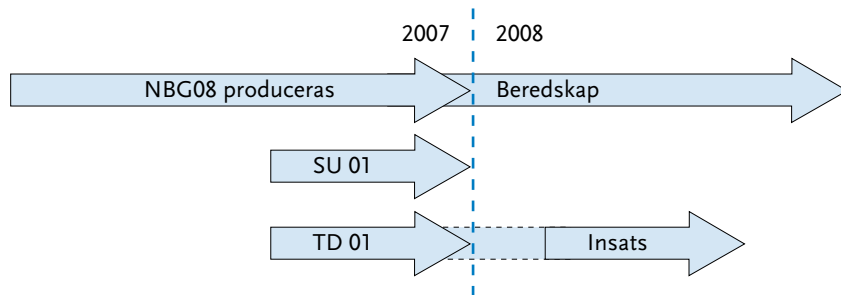 2007
2008
NBG08 produceras
Beredskap
SU 01
TD 01
Insats